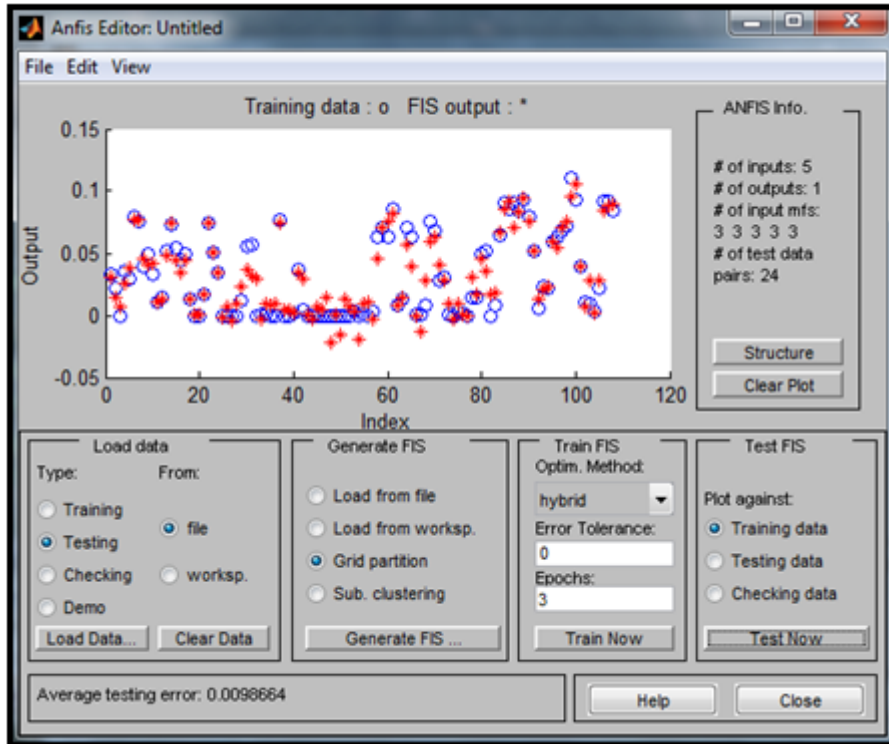 Anfis Editor: Untitled
File Edit View
Training data : o FIS output : *
0.15
0.1
0.05
0
-0.05
Output
0 20 40 60 80 100 120
Index
ANFIS Info.
# of inputs: 5
# of outputs: 1
# of input mfs:
3 3 3 3 3
# of test data
pairs: 24
Structure
Clear Plot
Load data
Type: From:
Training
Testing
Checking
Demo
file
worksp.
Load Data... Clear Data
Generate FIS
Load from file
Load from worksp.
Grid partition
Sub. clustering
Generate FIS ...
Train FIS
Optim. Method:
hybrid
Error Tolerance:
0
Epochs:
3
Train Now
Test FIS
Plot against:
Training data
Testing data
Checking data
Test Now
Average testing error: 0.0098664
Help Close